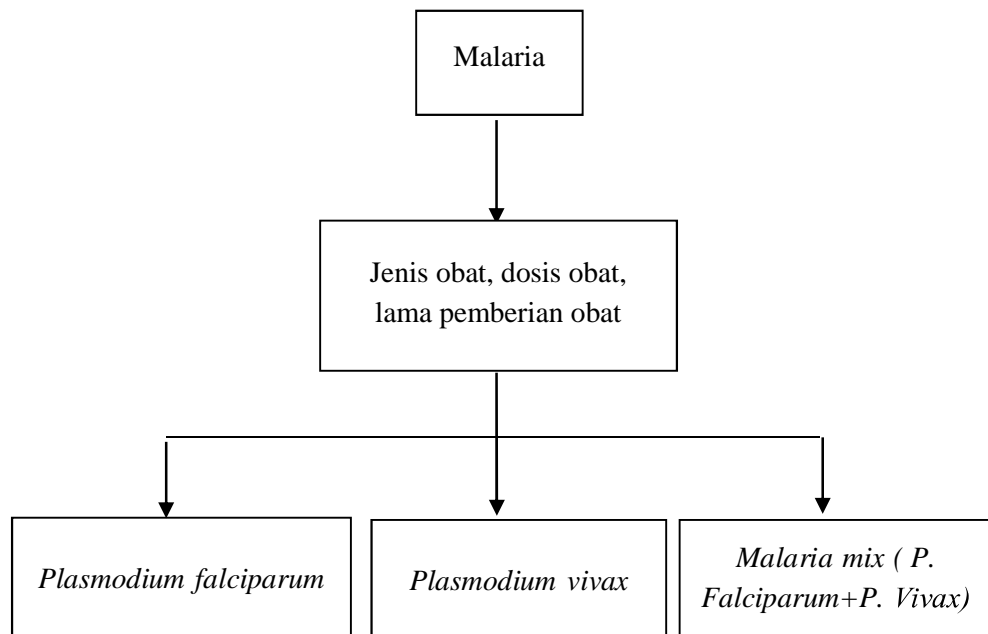 Malaria
Jenis obat, dosis obat,
lama pemberian obat
Plasmodium falciparum
Plasmodium vivax
Malaria mix ( P.
Falciparum+P. Vivax)